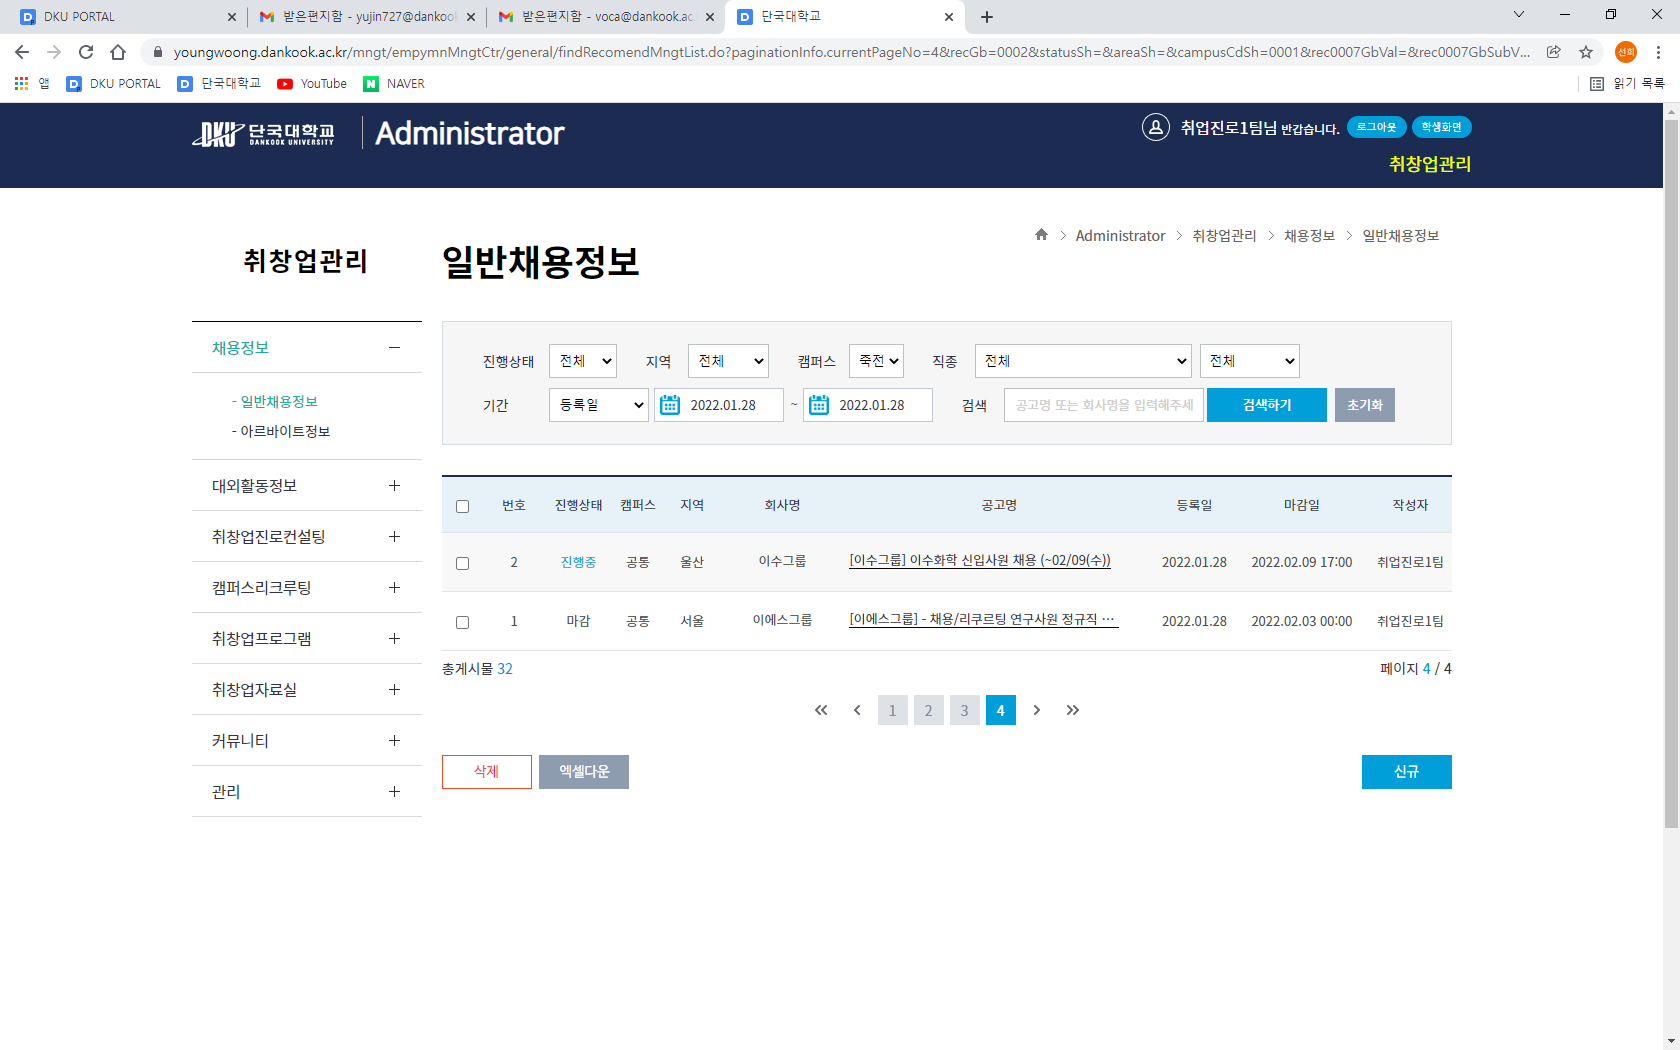 DKU PORTAL
받은편지함 - yujin727@dankook
받은편지함 - voca@dankook.ac.
단국대학교
youngwoong.dankook.ac.kr/mngt/empymnMngtCtr/general/findRecomendMngtList.do?paginationInfo.currentPageNo=4&recGb=0002&statusSh=&areaSh=&campusCdSh=0001&rec0007GbVal=&rec0007GbSubV...
선희
앱
DKU PORTAL
단국대학교
YouTube
NAVER
읽기 목록
DKU 단국대학교
DANKOOK UNIVERSITY
Administrator
취업진로1팀님 반갑습니다.
로그아웃
학생화면
취창업관리
Administrator > 취창업관리 > 채용정보 > 일반채용정보
취창업관리
일반채용정보
채용정보
- 일반채용정보
- 아르바이트정보
대외활동정보
취창업진로컨설팅
캠퍼스리크루팅
취창업프로그램
취창업자료실
커뮤니티
관리
진행상태 전체 지역 전체 캠퍼스 죽전 직종 전체 전체
기간 등록일 2022.01.28 ~ 2022.01.28 검색 공고명 또는 회사명을 입력해주세 검색하기 초기화
번호 진행상태 캠퍼스 지역 회사명 공고명 등록일 마감일 작성자
2 진행중 공통 울산 이수그룹 [이수그룹] 이수화학 신입사원 채용 (~02/09(수)) 2022.01.28 2022.02.09 17:00 취업진로1팀
1 마감 공통 서울 이에스그룹 [이에스그룹] - 채용/리쿠르팅 연구사원 정규직 ... 2022.01.28 2022.02.03 00:00 취업진로1팀
총게시물 32
페이지 4 / 4
1 2 3 4
삭제
엑셀다운
신규